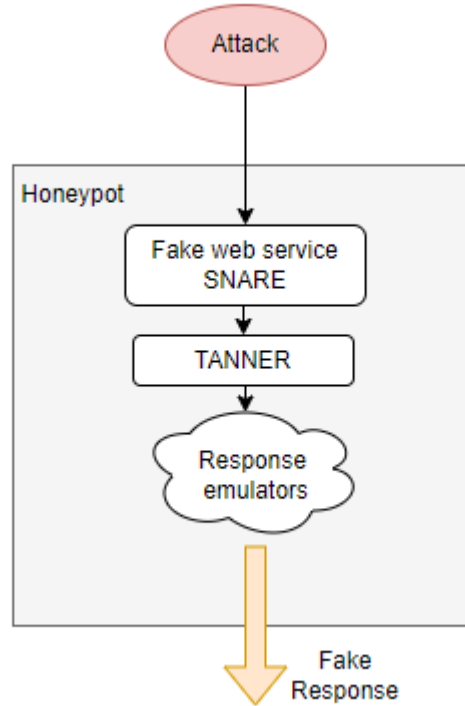 Attack
Honeypot
Fake web service
SNARE
TANNER
Response
emulators
Fake
Response